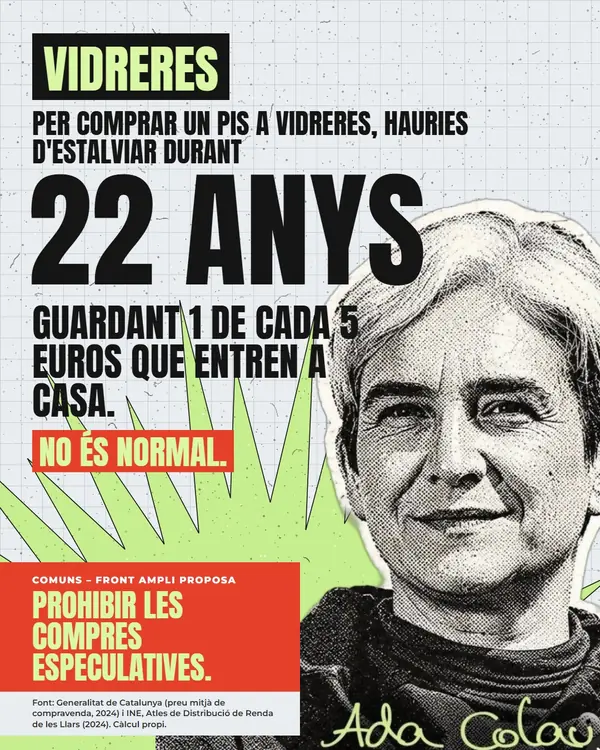 VIDRERES
PER COMPRAR UN PIS A VIDRERES, HAURIES
D'ESTALVIAR DURANT
22 ANYS
GUARDANT 1 DE CADA 5
EUROS QUE ENTREN A
CASA.
NO ÉS NORMAL.
COMUNS – FRONT AMPLI PROPOSA
PROHIBIR LES
COMPRES
ESPECULATIVES.
Font: Generalitat de Catalunya (preu mitjà de
compravenda, 2024) i INE, Atles de Distribució de Renda
de les Llars (2024). Càlcul propi.
Ada Colau